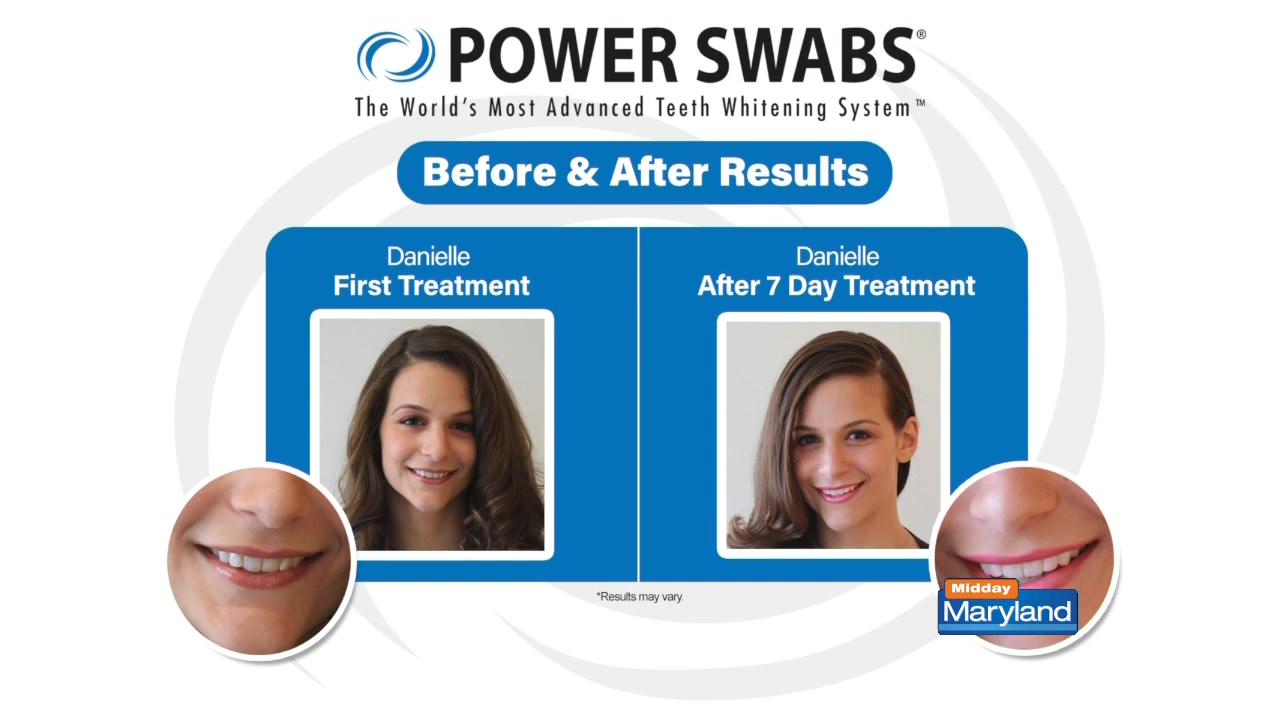 POWER SWABS®
The World's Most Advanced Teeth Whitening System™
Before & After Results
Danielle
First Treatment
Danielle
After 7 Day Treatment
*Results may vary.
Midday
Maryland